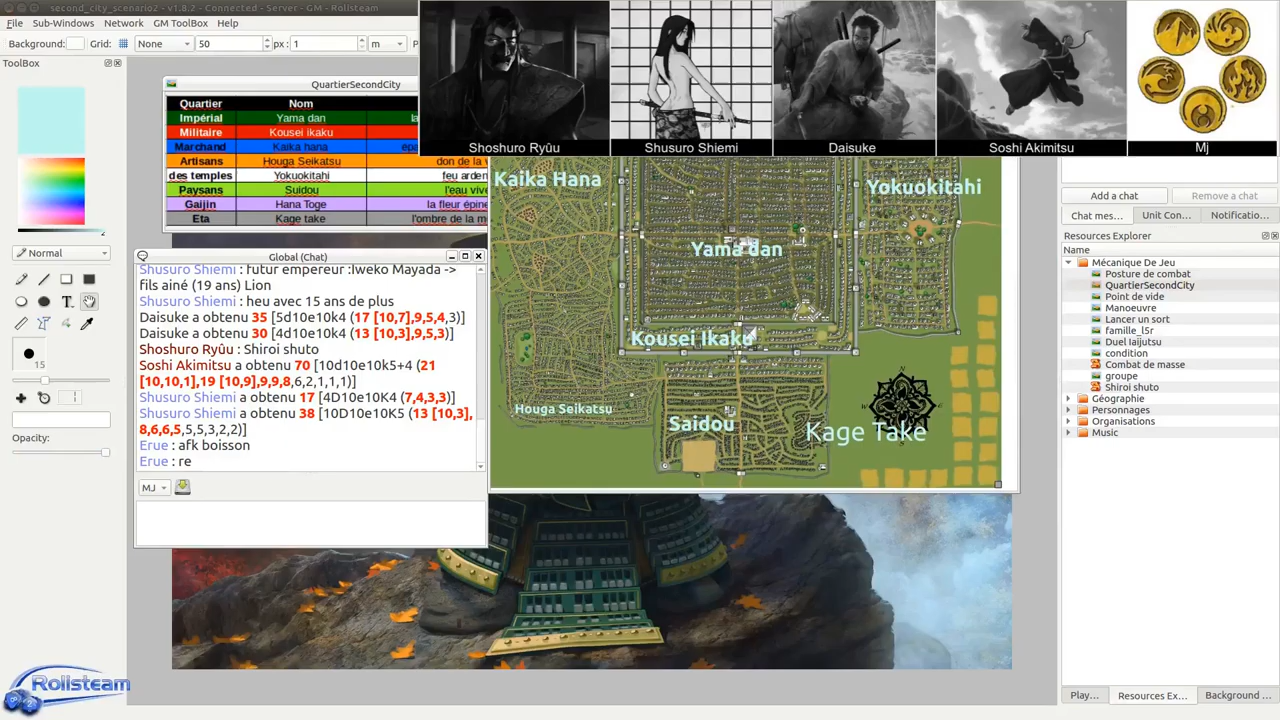 second_city_scenario2 - v1.8.2 - Connected - Server - GM - Rollsteam
File Sub-Windows Network GM ToolBox Help
Background: Grid: None 50 px : 1 m
ToolBox
Normal
15
Opacity:
QuartierSecondCity
Quartier Nom
Impérial Yama dan
Militaire Kousei ikaku
Marchand Kaika hana
Artisans Houga Seikatsu don de la
des temples Yokuokitahi feu arden
Paysans Suidou l'eau vive
Gaijin Hana Toge la fleur épine
Eta Kage take l'ombre de la
Shoshuro Ryûu
Shusuro Shiemi
Daisuke
Soshi Akimitsu
Mj
Global (Chat)
Shusuro Shiemi : futur empereur :Iweko Mayada ->
fils ainé (19 ans) Lion
Shusuro Shiemi : heu avec 15 ans de plus
Daisuke a obtenu 35 [5d10e10k4 (17 [10,7],9,5,4,3)]
Daisuke a obtenu 30 [4d10e10k4 (13 [10,3],9,5,3)]
Shoshuro Ryûu : Shiroi shuto
Soshi Akimitsu a obtenu 70 [10d10e10k5+4 (21
[10,10,1],19 [10,9],9,9,8,6,2,1,1,1)]
Shusuro Shiemi a obtenu 17 [4D10e10K4 (7,4,3,3)]
Shusuro Shiemi a obtenu 38 [10D10e10K5 (13 [10,3],
8,6,6,5,5,5,3,2,2)]
Erue : afk boisson
Erue : re
MJ
Kaika Hana
Yokuokitahi
Yama dan
Kousei Ikaku
Houga Seikatsu
Saidou
Kage Take
Add a chat Remove a chat
Chat mes... Unit Con... Notificatio...
Resources Explorer
Name
Mécanique De Jeu
Posture de combat
QuartierSecondCity
Point de vide
Manoeuvre
Lancer un sort
famille_l5r
Duel Iaijutsu
condition
Combat de masse
groupe
Shiroi shuto
Géographie
Personnages
Organisations
Music
Rolisteam
Play... Resources Ex... Background ...